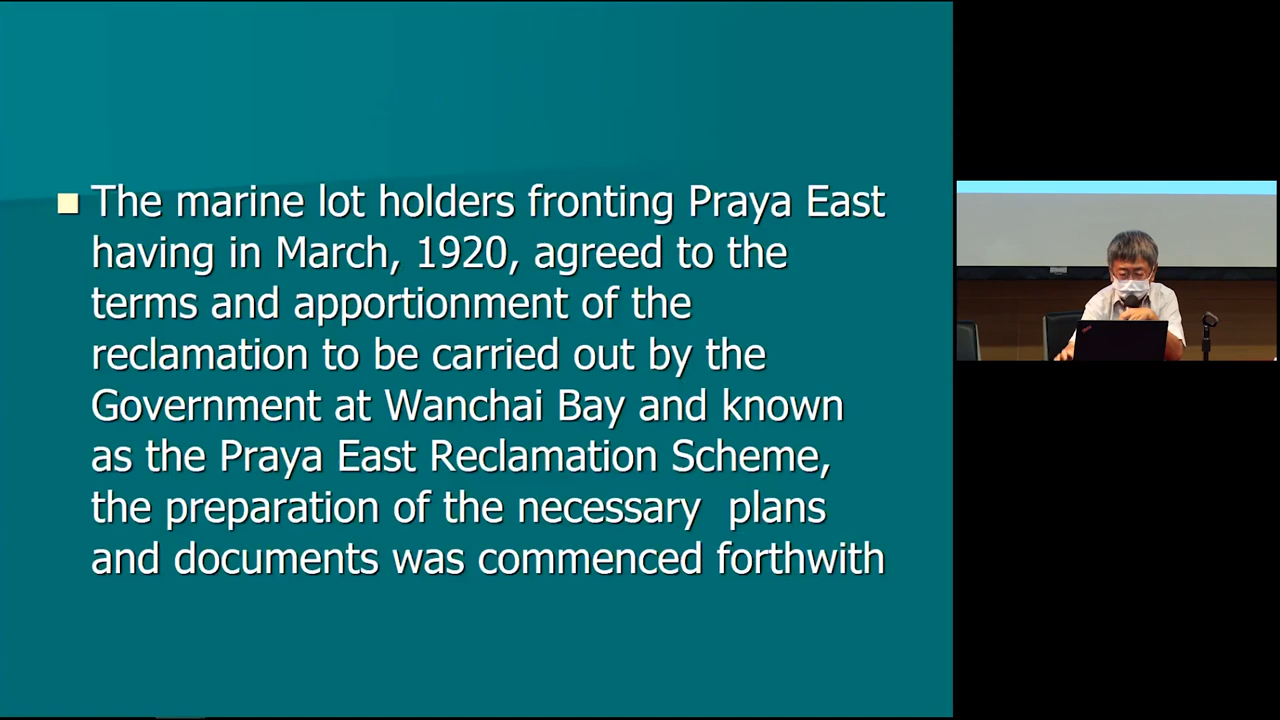 The marine lot holders fronting Praya East
having in March, 1920, agreed to the
terms and apportionment of the
reclamation to be carried out by the
Government at Wanchai Bay and known
as the Praya East Reclamation Scheme,
the preparation of the necessary  plans
and documents was commenced forthwith